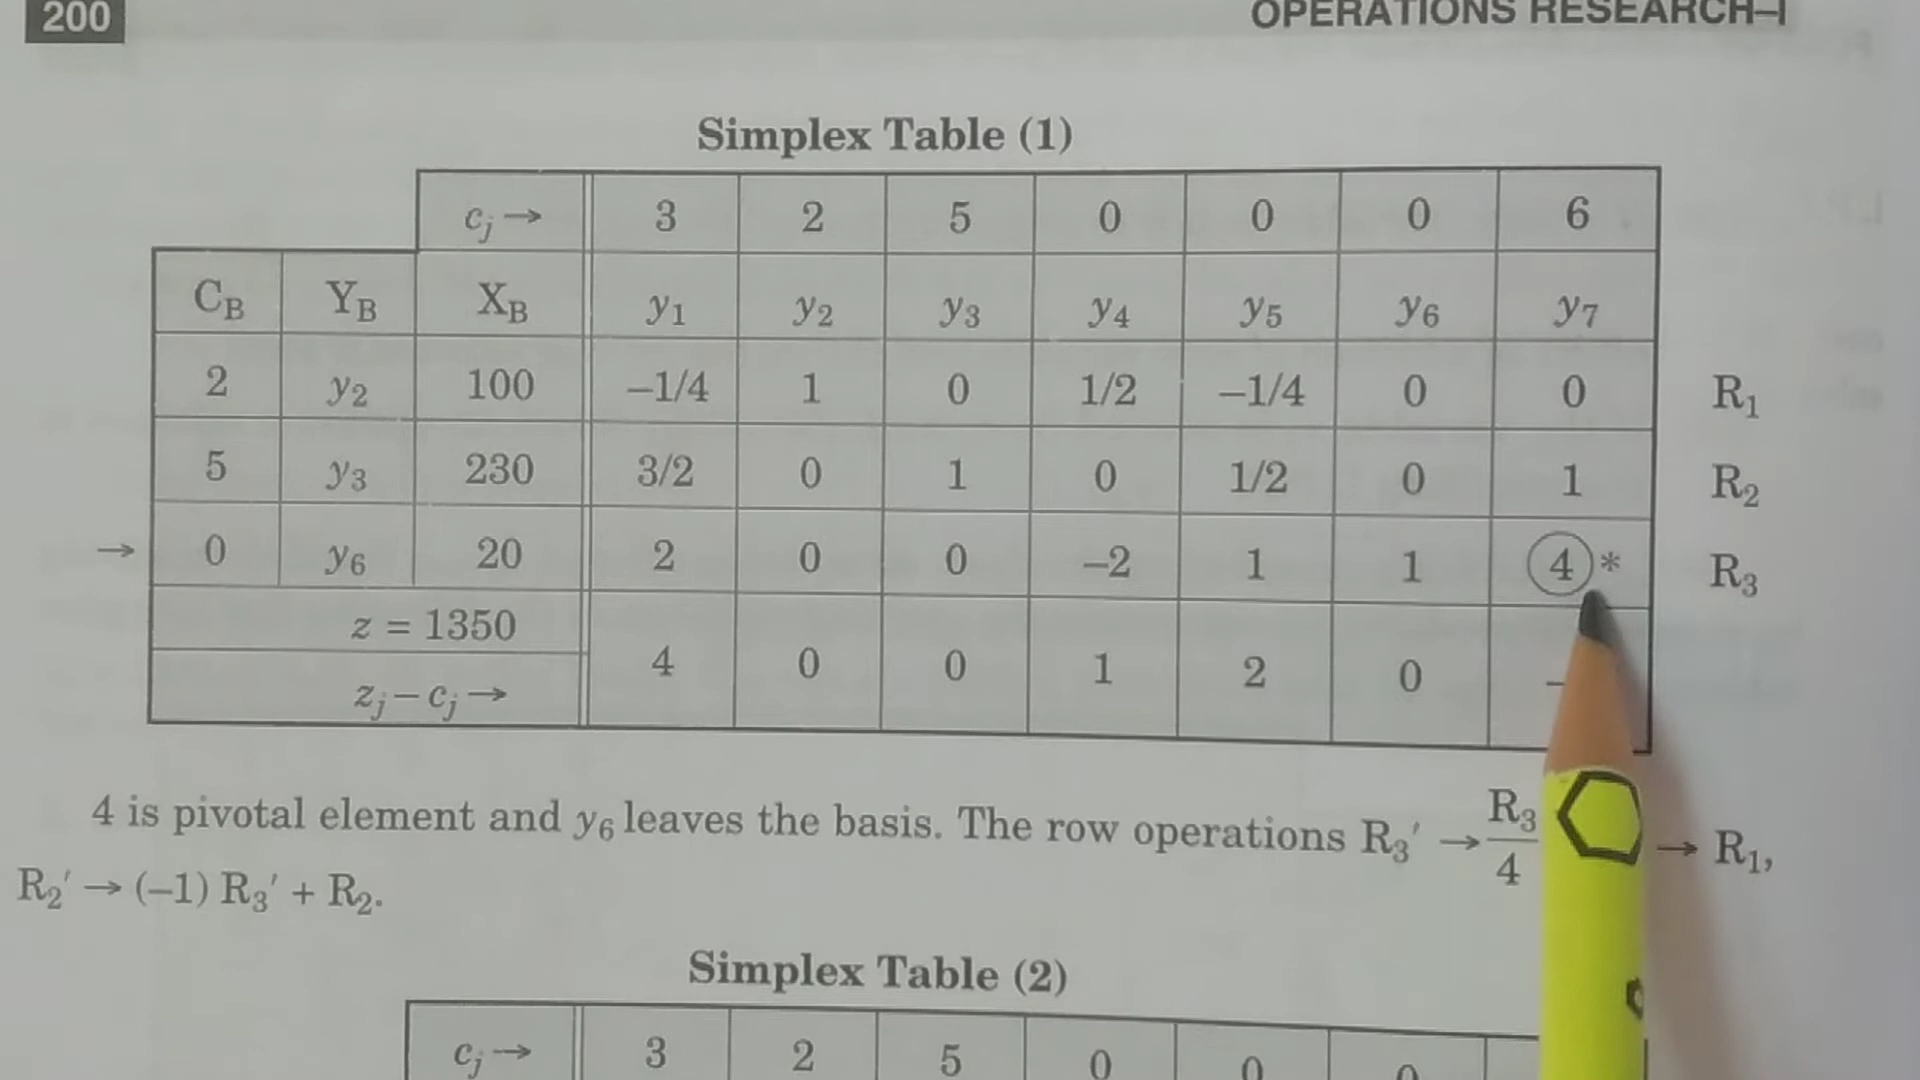 200
OPERATIONS RESEARCH–I
Simplex Table (1)
cj → 3 2 5 0 0 0 6
CB YB XB y1 y2 y3 y4 y5 y6 y7
2 y2 100 –1/4 1 0 1/2 –1/4 0 0 R1
5 y3 230 3/2 0 1 0 1/2 0 1 R2
→ 0 y6 20 2 0 0 –2 1 1 4 * R3
z = 1350
zj – cj → 4 0 0 1 2 0 –
4 is pivotal element and y6 leaves the basis. The row operations R3′ → R3/4 → R1,
R2′ → (–1) R3′ + R2.
Simplex Table (2)
cj → 3 2 5 0 0 0